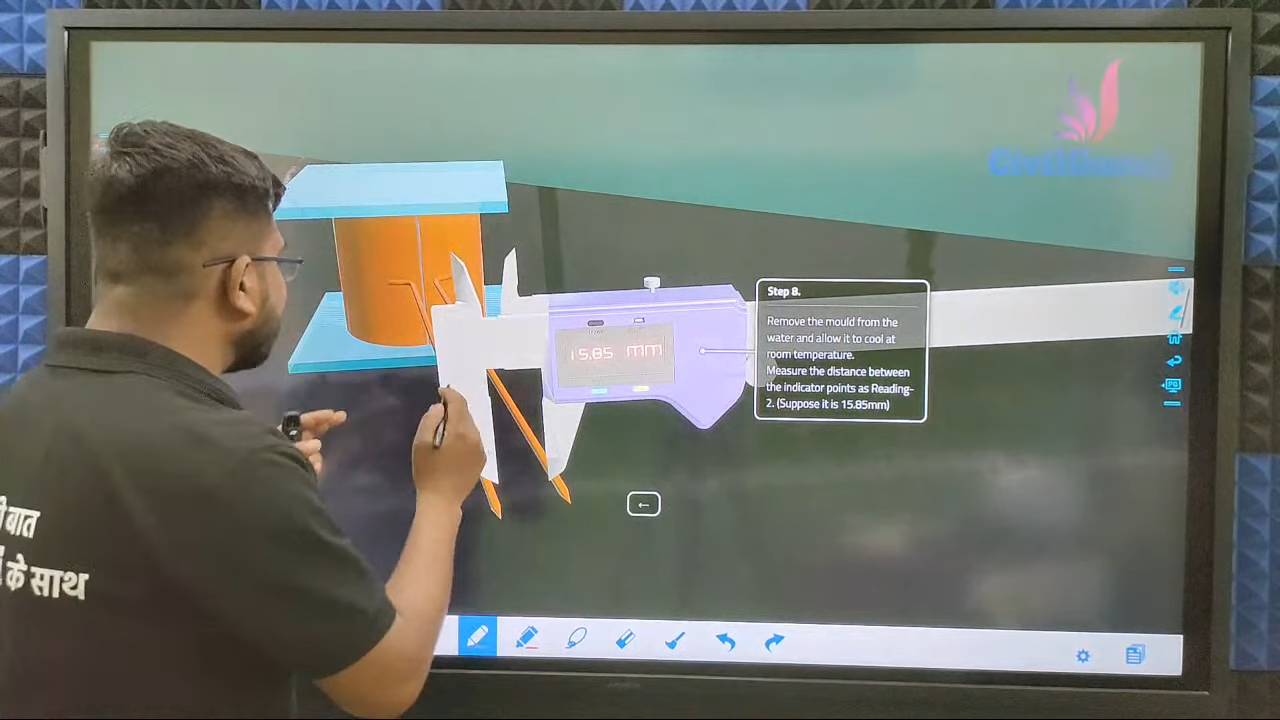 Step 8.
Remove the mould from the
water and allow it to cool at
room temperature.
Measure the distance between
the indicator points as Reading-
2. (Suppose it is 15.85mm)
15.85 mm
बात
के साथ